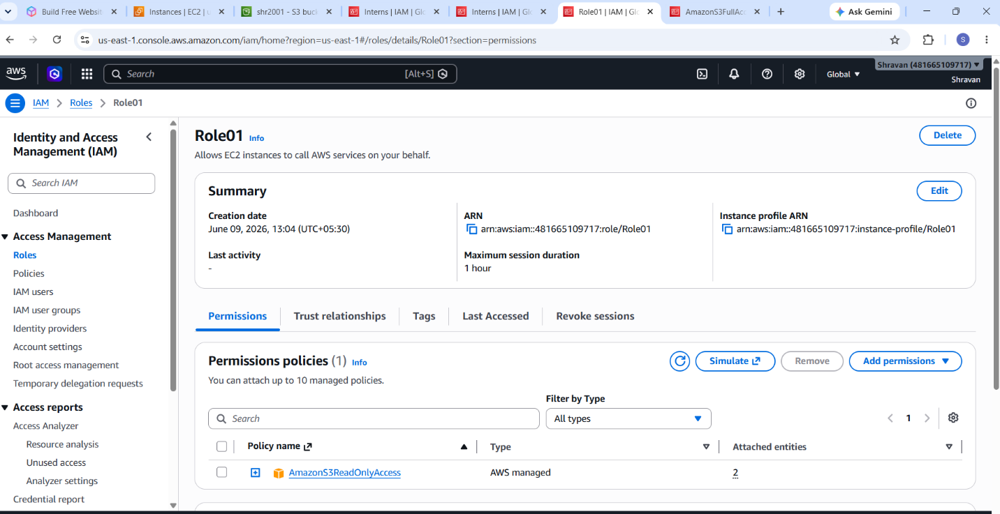 Build Free Websit
Instances | EC2 | u
shr2001 - S3 buck
Interns | IAM | Glo
Interns | IAM | Glo
Role01 | IAM | Glo
AmazonS3FullAcc
Ask Gemini
us-east-1.console.aws.amazon.com/iam/home?region=us-east-1#/roles/details/Role01?section=permissions
S
aws
Search
[Alt+S]
Global
Shravan (481665109717)
Shravan
IAM
Roles
Role01
Identity and Access
Management (IAM)
Search IAM
Dashboard
Access Management
Roles
Policies
IAM users
IAM user groups
Identity providers
Account settings
Root access management
Temporary delegation requests
Access reports
Access Analyzer
Resource analysis
Unused access
Analyzer settings
Credential report
Role01 Info
Delete
Allows EC2 instances to call AWS services on your behalf.
Summary
Edit
Creation date
June 09, 2026, 13:04 (UTC+05:30)
ARN
arn:aws:iam::481665109717:role/Role01
Instance profile ARN
arn:aws:iam::481665109717:instance-profile/Role01
Last activity
-
Maximum session duration
1 hour
Permissions
Trust relationships
Tags
Last Accessed
Revoke sessions
Permissions policies (1) Info
Simulate
Remove
Add permissions
You can attach up to 10 managed policies.
Filter by Type
Search
All types
1
Policy name
Type
Attached entities
AmazonS3ReadOnlyAccess
AWS managed
2